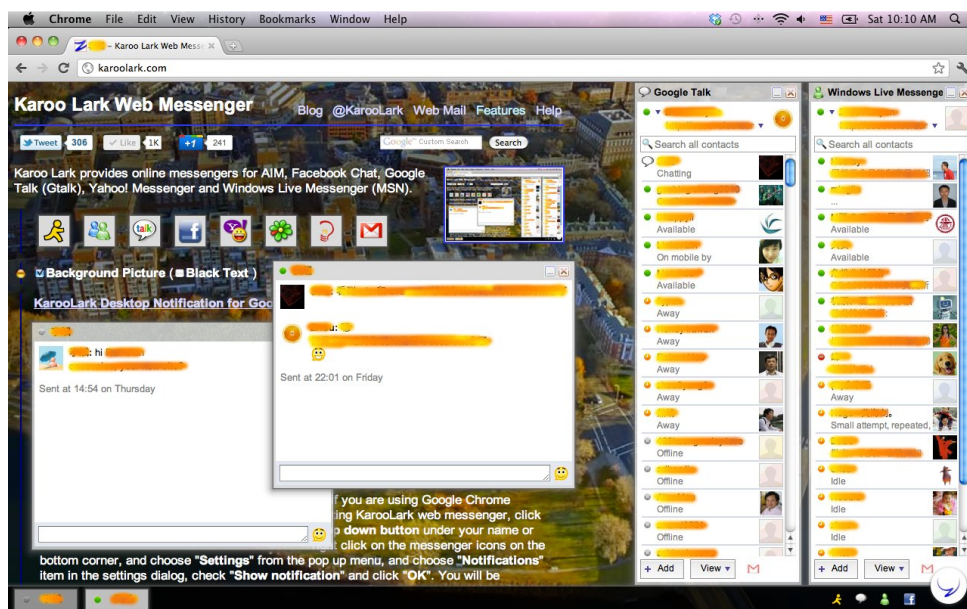 Chrome File Edit View History Bookmarks Window Help
Sat 10:10 AM
– Karoo Lark Web Messe
karoolark.com
Karoo Lark Web Messenger
Blog @KarooLark Web Mail Features Help
Tweet 306 Like 1K +1 241
Google™ Custom Search Search
Karoo Lark provides online messengers for AIM, Facebook Chat, Google
Talk (Gtalk), Yahoo! Messenger and Windows Live Messenger (MSN).
talk
Background Picture ( Black Text )
KarooLark Desktop Notification for Goo
: hi
Sent at 14:54 on Thursday
Sent at 22:01 on Friday
if you are using Google Chrome
ing KarooLark web messenger, click
p down button under your name or
t click on the messenger icons on the
bottom corner, and choose "Settings" from the pop up menu, and choose "Notifications"
item in the settings dialog, check "Show notification" and click "OK". You will be
Google Talk
Search all contacts
Chatting
Available
On mobile by
Available
Away
Away
Away
Away
Away
Offline
Offline
Offline
Offline
+ Add View
Windows Live Messenge
Search all contacts
...
Available
Available
Away
Small attempt, repeated,
Idle
Idle
Idle
+ Add View